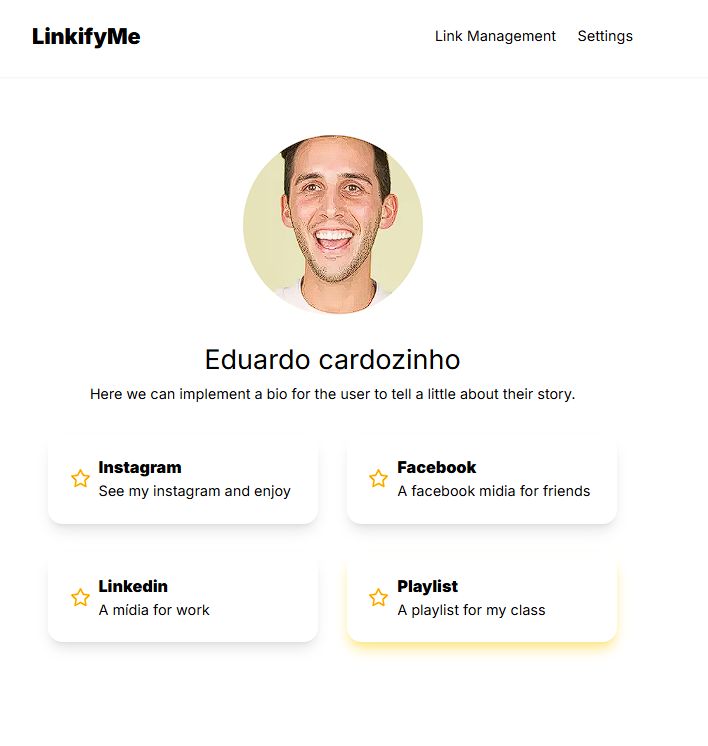 LinkifyMe
Link Management Settings
Eduardo cardozinho
Here we can implement a bio for the user to tell a little about their story.
Instagram
See my instagram and enjoy
Facebook
A facebook midia for friends
Linkedin
A mídia for work
Playlist
A playlist for my class